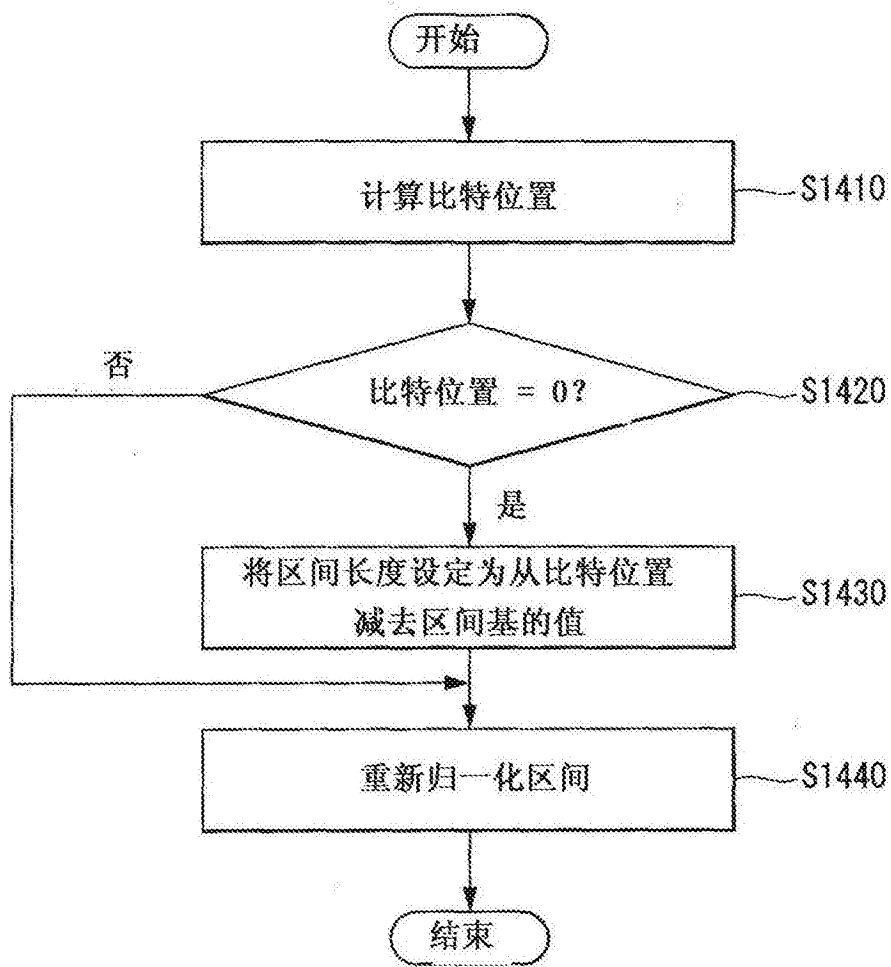 开始
计算比特位置
S1410
否
比特位置 = 0?
S1420
是
将区间长度设定为从比特位置
减去区间基的值
S1430
重新归一化区间
S1440
结束